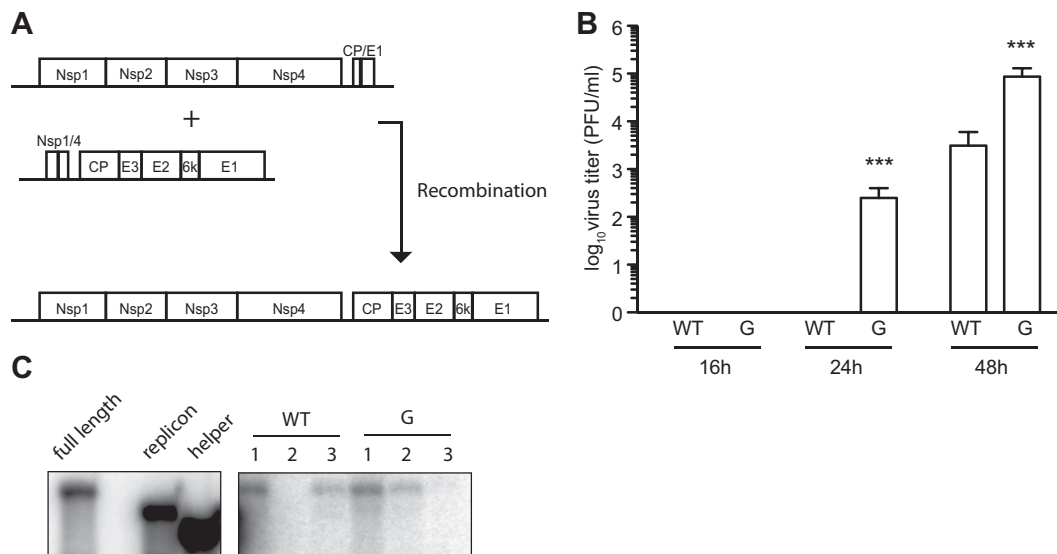 A
CP/E1
Nsp1 Nsp2 Nsp3 Nsp4
+
Nsp1/4
CP E3 E2 6k E1
Recombination
Nsp1 Nsp2 Nsp3 Nsp4 CP E3 E2 6k E1
B
log10 virus titer (PFU/ml)
6
5
4
3
2
1
0
***
***
WT G WT G WT G
16h 24h 48h
C
full length replicon helper
WT G
1 2 3 1 2 3